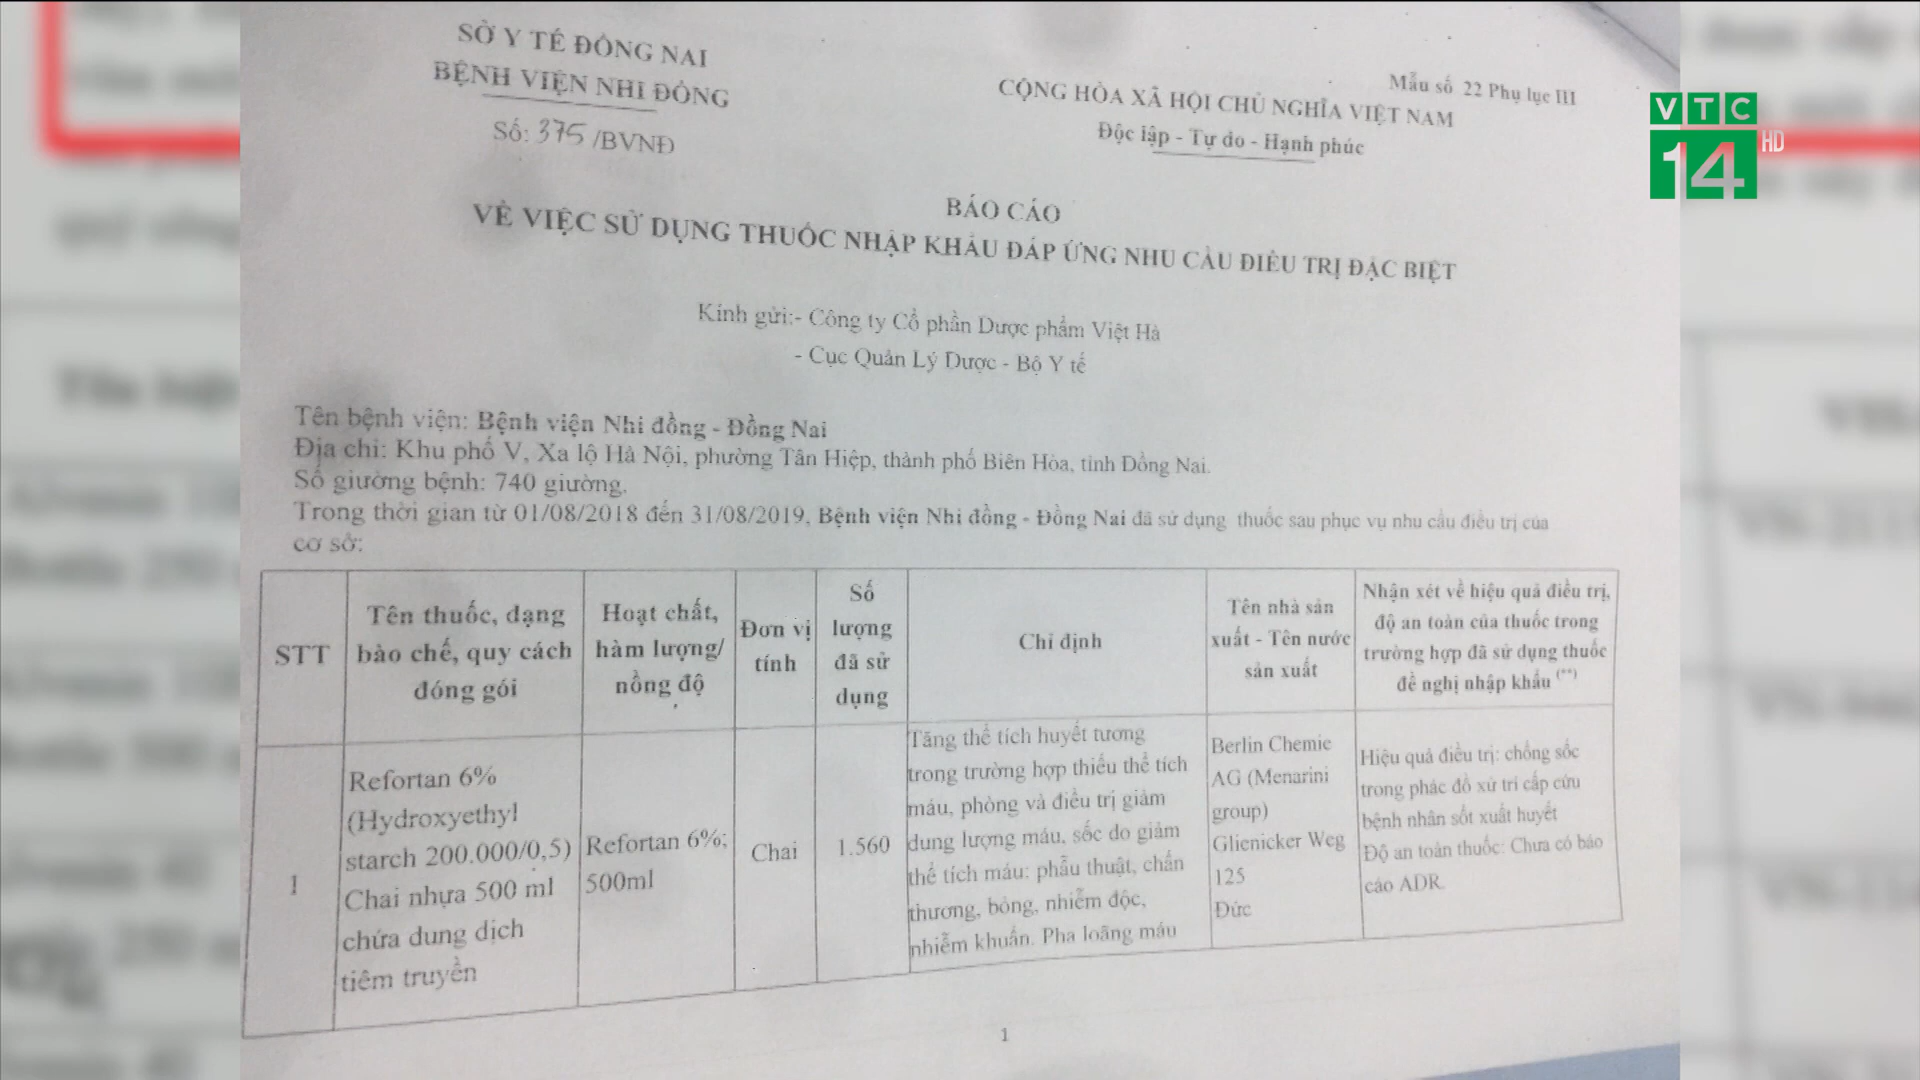 SỞ Y TẾ ĐỒNG NAI
BỆNH VIỆN NHI ĐỒNG
Số: 375 /BVNĐ
Mẫu số 22 Phụ lục III
CỘNG HÒA XÃ HỘI CHỦ NGHĨA VIỆT NAM
Độc lập - Tự do - Hạnh phúc
VTC
14 HD
BÁO CÁO
VỀ VIỆC SỬ DỤNG THUỐC NHẬP KHẨU ĐÁP ỨNG NHU CẦU ĐIỀU TRỊ ĐẶC BIỆT
Kính gửi:- Công ty Cổ phần Dược phẩm Việt Hà
- Cục Quản Lý Dược - Bộ Y tế
Tên bệnh viện: Bệnh viện Nhi đồng - Đồng Nai
Địa chỉ: Khu phố V, Xa lộ Hà Nội, phường Tân Hiệp, thành phố Biên Hòa, tỉnh Đồng Nai.
Số giường bệnh: 740 giường.
Trong thời gian từ 01/08/2018 đến 31/08/2019, Bệnh viện Nhi đồng - Đồng Nai đã sử dụng thuốc sau phục vụ nhu cầu điều trị của
cơ sở:
STT
Tên thuốc, dạng
bào chế, quy cách
đóng gói
Hoạt chất,
hàm lượng/
nồng độ
Đơn vị
tính
Số
lượng
đã sử
dụng
Chỉ định
Tên nhà sản
xuất - Tên nước
sản xuất
Nhận xét về hiệu quả điều trị,
độ an toàn của thuốc trong
trường hợp đã sử dụng thuốc
đề nghị nhập khẩu (**)
1
Refortan 6%
(Hydroxyethyl
starch 200.000/0,5)
Chai nhựa 500 ml
chứa dung dịch
tiêm truyền
Refortan 6%;
500ml
Chai
1.560
Tăng thể tích huyết tương
trong trường hợp thiếu thể tích
máu, phòng và điều trị giảm
dung lượng máu, sốc do giảm
thể tích máu: phẫu thuật, chấn
thương, bỏng, nhiễm độc,
nhiễm khuẩn. Pha loãng máu
Berlin Chemie
AG (Menarini
group)
Glienicker Weg
125
Đức
Hiệu quả điều trị: chống sốc
trong phác đồ xử trí cấp cứu
bệnh nhân sốt xuất huyết
Độ an toàn thuốc: Chưa có báo
cáo ADR.
1